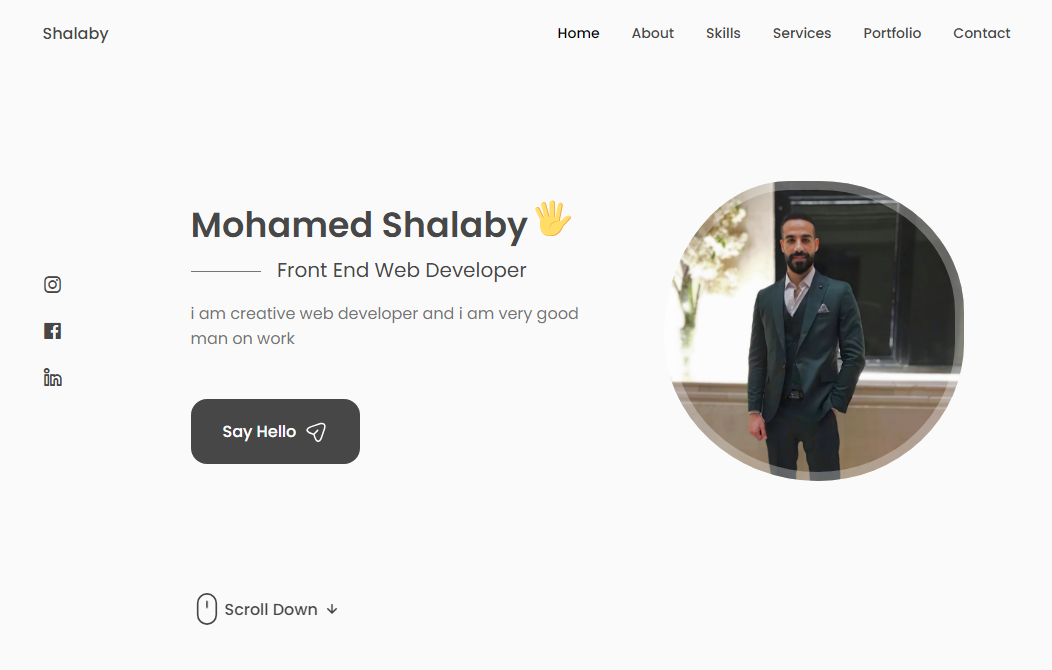 Shalaby
Home About Skills Services Portfolio Contact
Mohamed Shalaby
Front End Web Developer
i am creative web developer and i am very good
man on work
Say Hello
Scroll Down